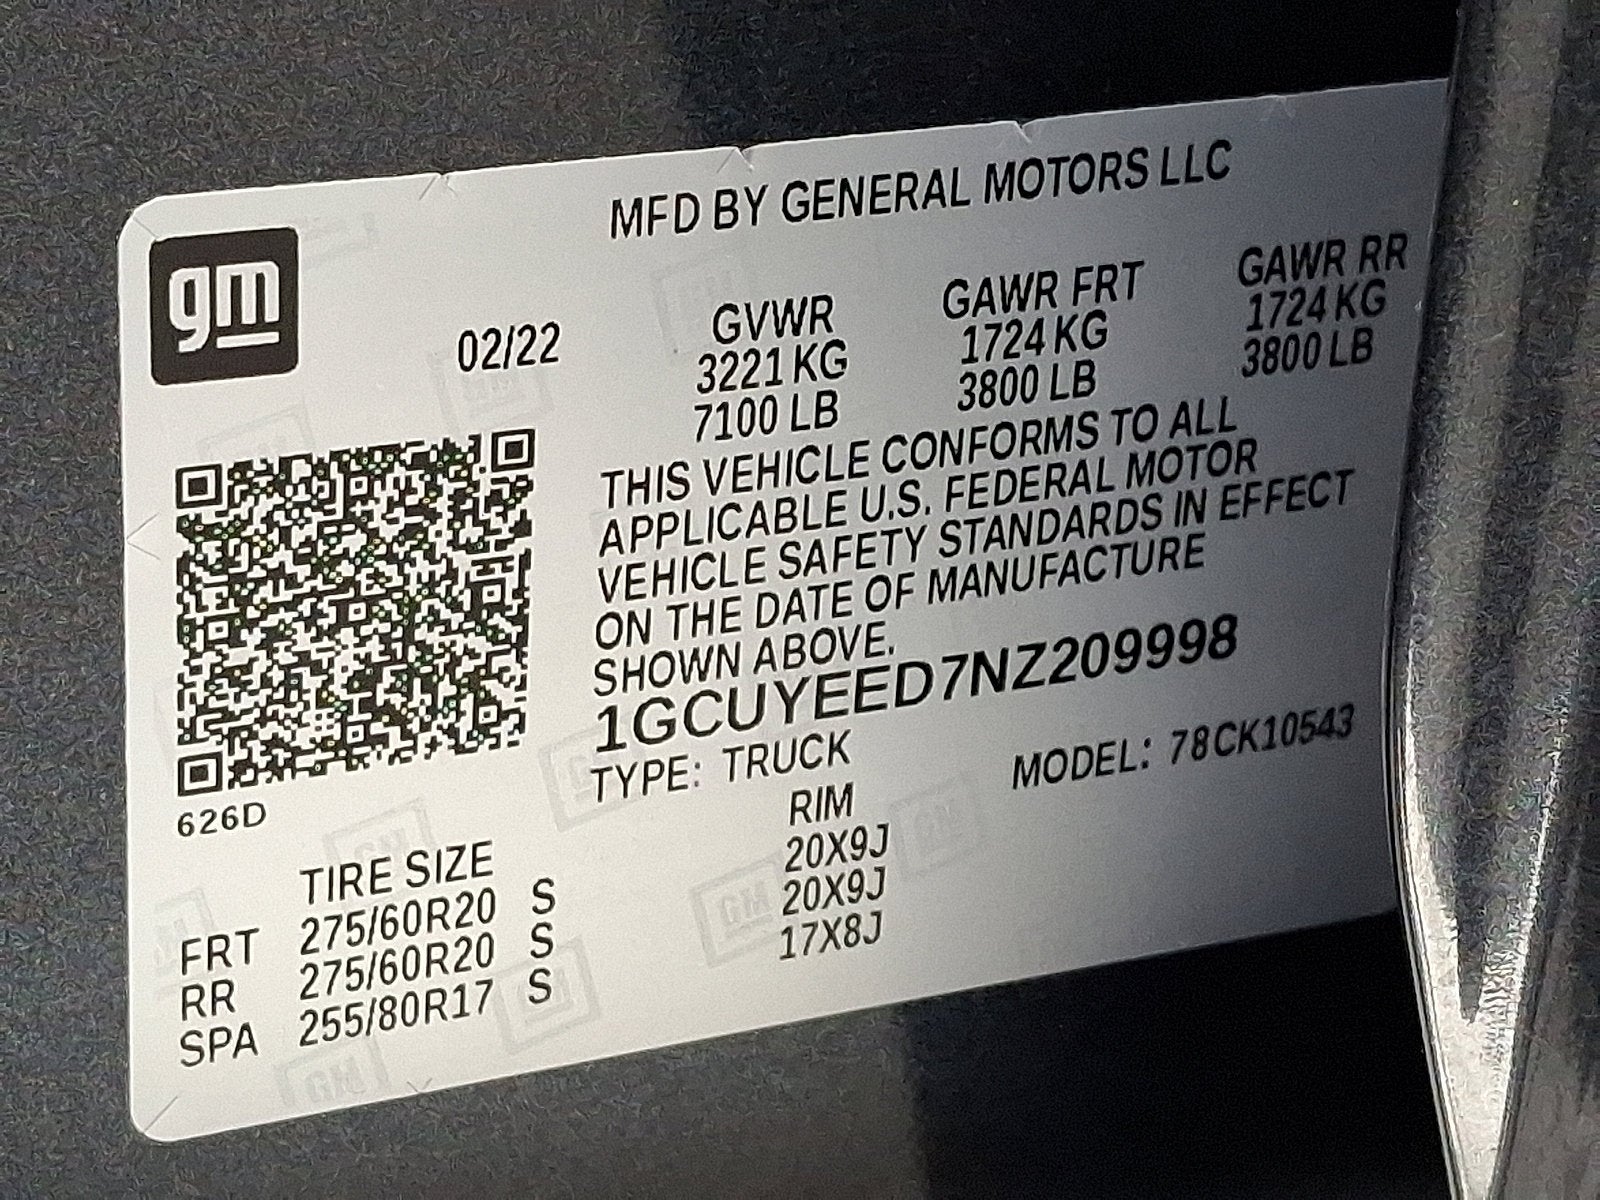 MFD BY GENERAL MOTORS LLC
gm
02/22
GVWR GAWR FRT GAWR RR
3221 KG 1724 KG 1724 KG
7100 LB 3800 LB 3800 LB
THIS VEHICLE CONFORMS TO ALL
APPLICABLE U.S. FEDERAL MOTOR
VEHICLE SAFETY STANDARDS IN EFFECT
ON THE DATE OF MANUFACTURE
SHOWN ABOVE.
1GCUYEED7NZ209998
TYPE: TRUCK MODEL: 78CK10543
626D
TIRE SIZE RIM
FRT 275/60R20 S 20X9J
RR 275/60R20 S 20X9J
SPA 255/80R17 S 17X8J